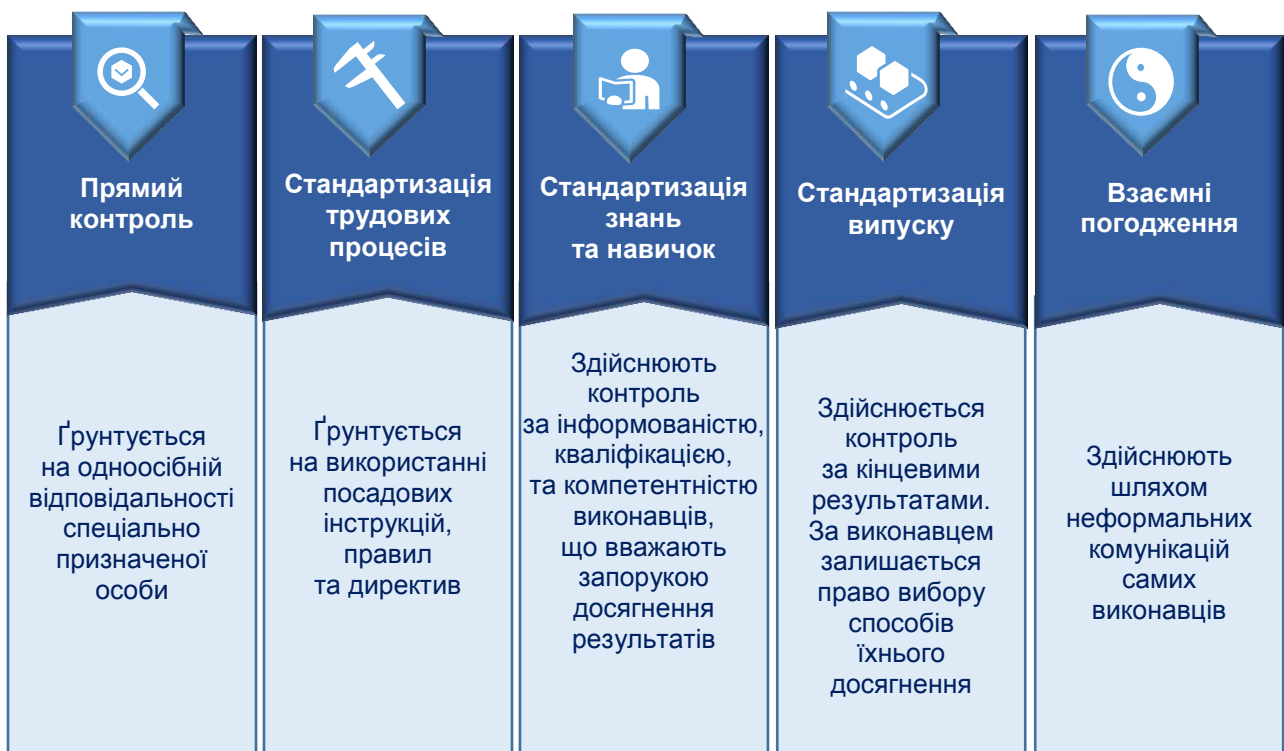 Прямий
контроль
Ґрунтується
на одноосібній
відповідальності
спеціально
призначеної
особи
Стандартизація
трудових
процесів
Ґрунтується
на використанні
посадових
інструкцій,
правил
та директив
Стандартизація
знань
та навичок
Здійснюють
контроль
за інформованістю,
кваліфікацією,
та компетентністю
виконавців,
що вважають
запорукою
досягнення
результатів
Стандартизація
випуску
Здійснюється
контроль
за кінцевими
результатами.
За виконавцем
залишається
право вибору
способів
їхнього
досягнення
Взаємні
погодження
Здійснюють
шляхом
неформальних
комунікацій
самих
виконавців